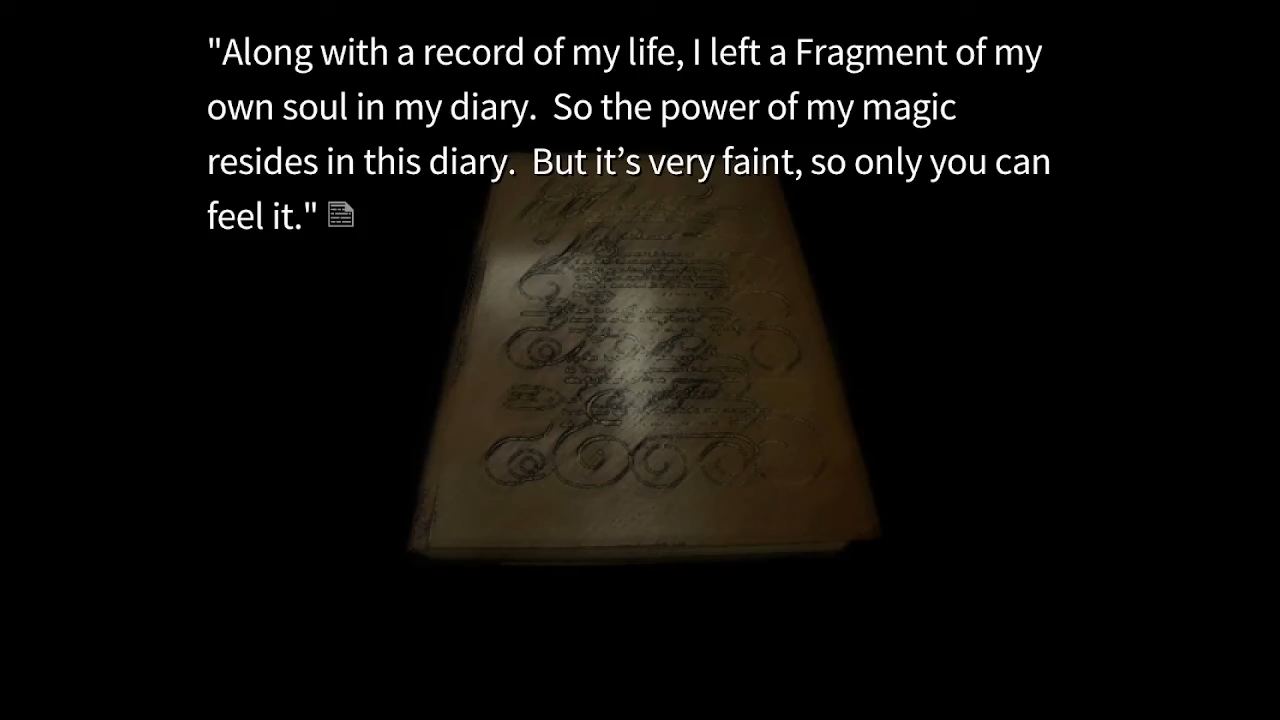 "Along with a record of my life, I left a Fragment of my
own soul in my diary.  So the power of my magic
resides in this diary.  But it’s very faint, so only you can
feel it."